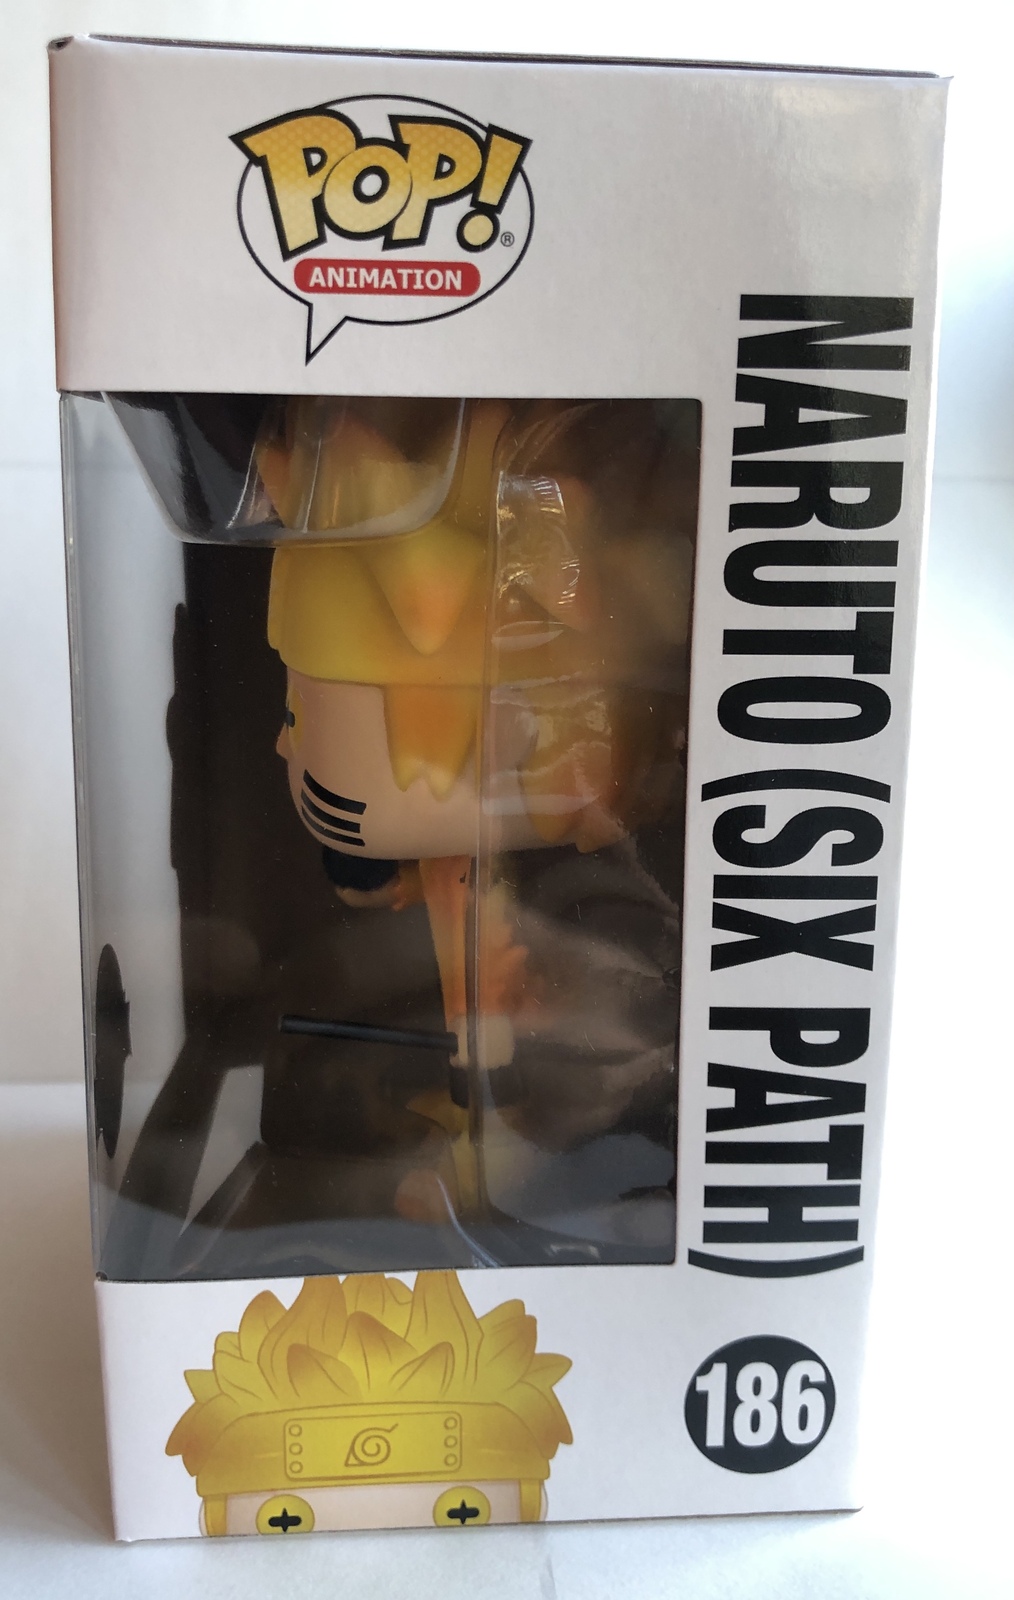 POP!®
ANIMATION
NARUTO (SIX PATH)
186